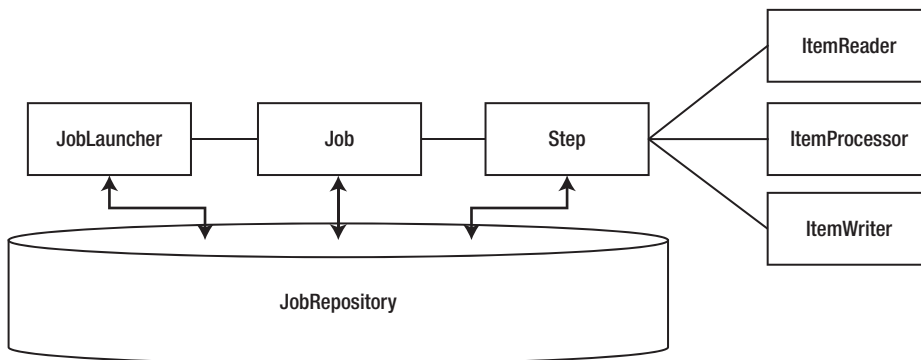 ItemReader
JobLauncher
Job
Step
ItemProcessor
ItemWriter
JobRepository